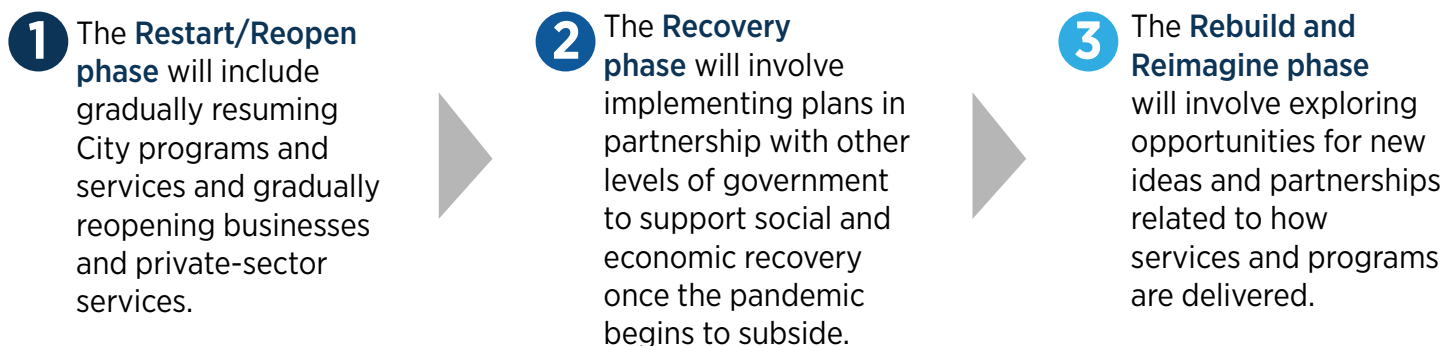 1
The Restart/Reopen
phase will include
gradually resuming
City programs and
services and gradually
reopening businesses
and private-sector
services.
2
The Recovery
phase will involve
implementing plans in
partnership with other
levels of government
to support social and
economic recovery
once the pandemic
begins to subside.
3
The Rebuild and
Reimagine phase
will involve exploring
opportunities for new
ideas and partnerships
related to how
services and programs
are delivered.